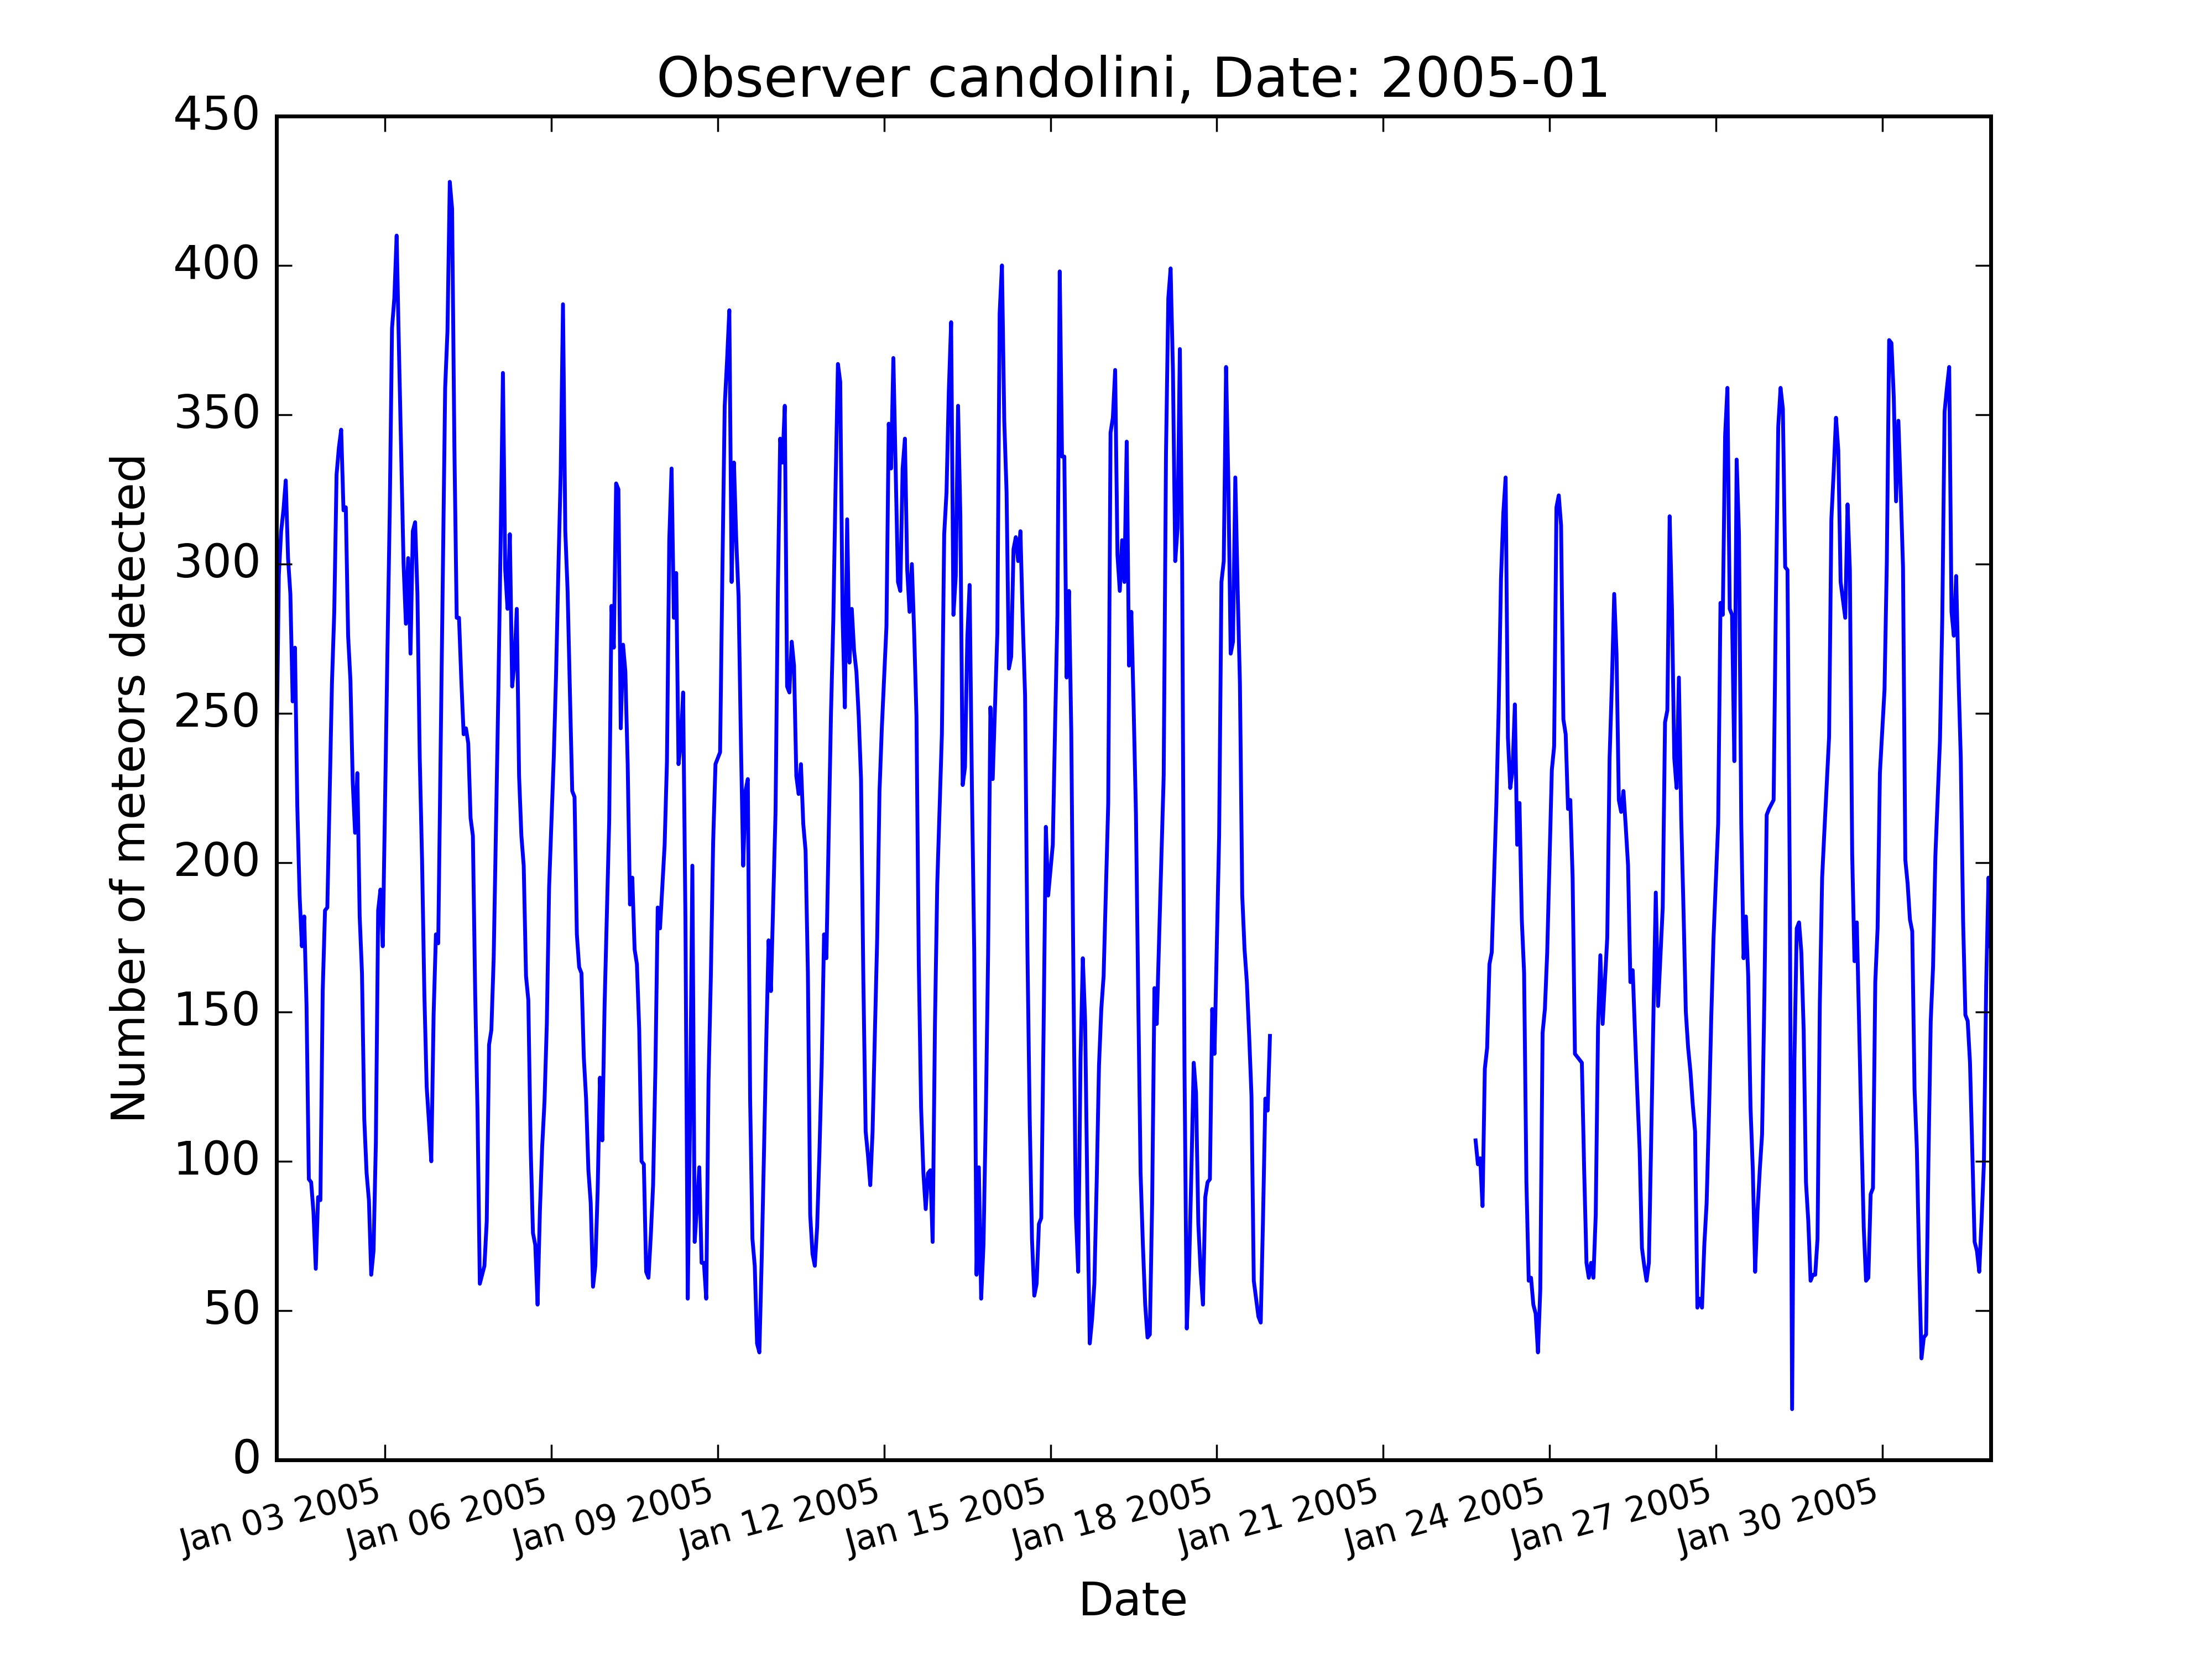 Observer candolini, Date: 2005-01
450
400
350
300
250
200
150
100
50
0
Number of meteors detected
Jan 03 2005
Jan 06 2005
Jan 09 2005
Jan 12 2005
Jan 15 2005
Jan 18 2005
Jan 21 2005
Jan 24 2005
Jan 27 2005
Jan 30 2005
Date